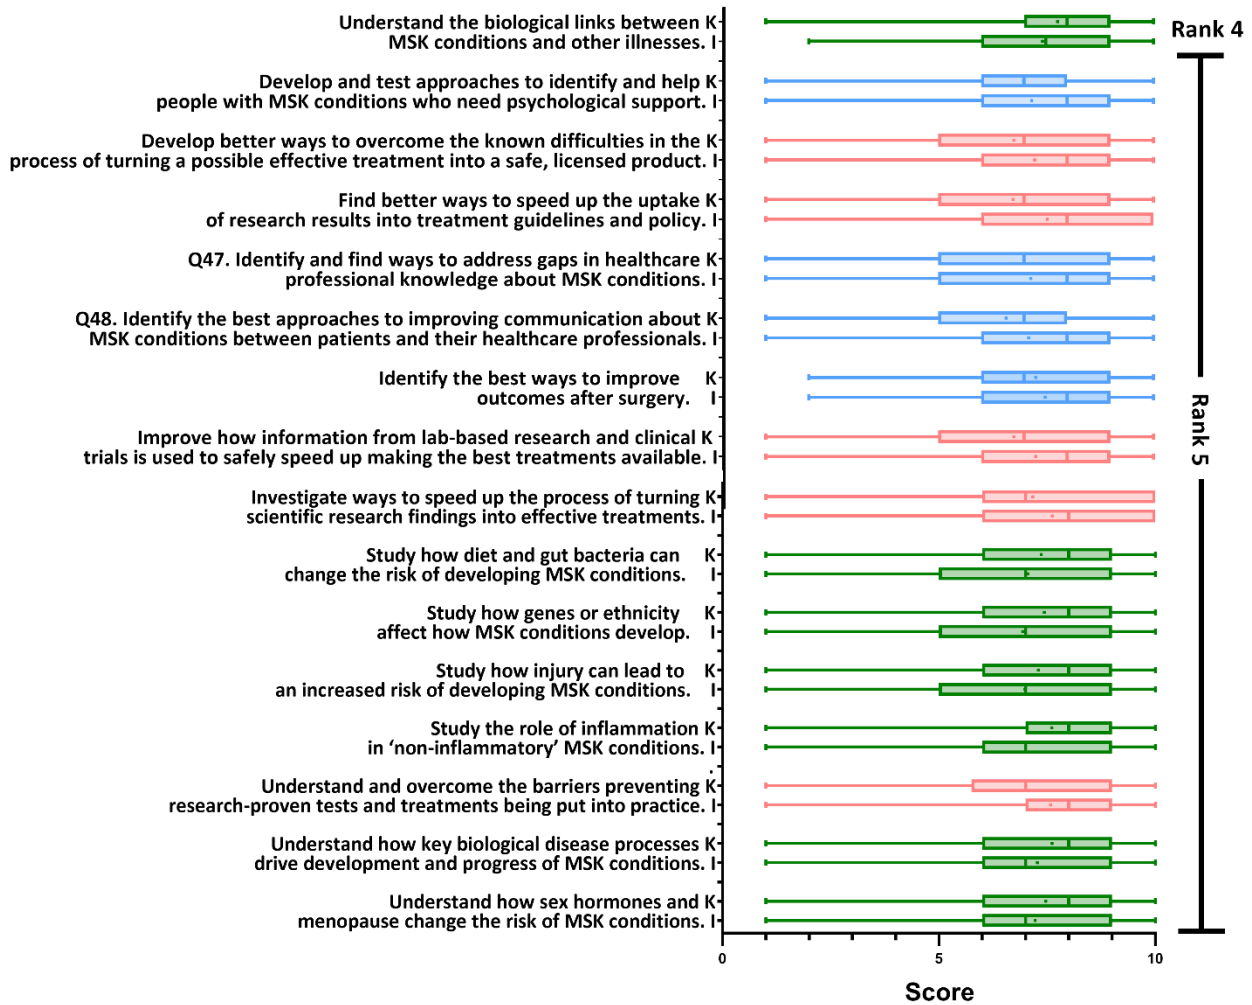 Understand the biological links between K
MSK conditions and other illnesses. I
Rank 4
Develop and test approaches to identify and help K
people with MSK conditions who need psychological support. I
Develop better ways to overcome the known difficulties in the K
process of turning a possible effective treatment into a safe, licensed product. I
Find better ways to speed up the uptake K
of research results into treatment guidelines and policy. I
Q47. Identify and find ways to address gaps in healthcare K
professional knowledge about MSK conditions. I
Q48. Identify the best approaches to improving communication about K
MSK conditions between patients and their healthcare professionals. I
Identify the best ways to improve K
outcomes after surgery. I
Rank 5
Improve how information from lab-based research and clinical K
trials is used to safely speed up making the best treatments available. I
Investigate ways to speed up the process of turning K
scientific research findings into effective treatments. I
Study how diet and gut bacteria can K
change the risk of developing MSK conditions. I
Study how genes or ethnicity K
affect how MSK conditions develop. I
Study how injury can lead to K
an increased risk of developing MSK conditions. I
Study the role of inflammation K
in ‘non-inflammatory’ MSK conditions. I
Understand and overcome the barriers preventing K
research-proven tests and treatments being put into practice. I
Understand how key biological disease processes K
drive development and progress of MSK conditions. I
Understand how sex hormones and K
menopause change the risk of MSK conditions. I
0 5 10
Score